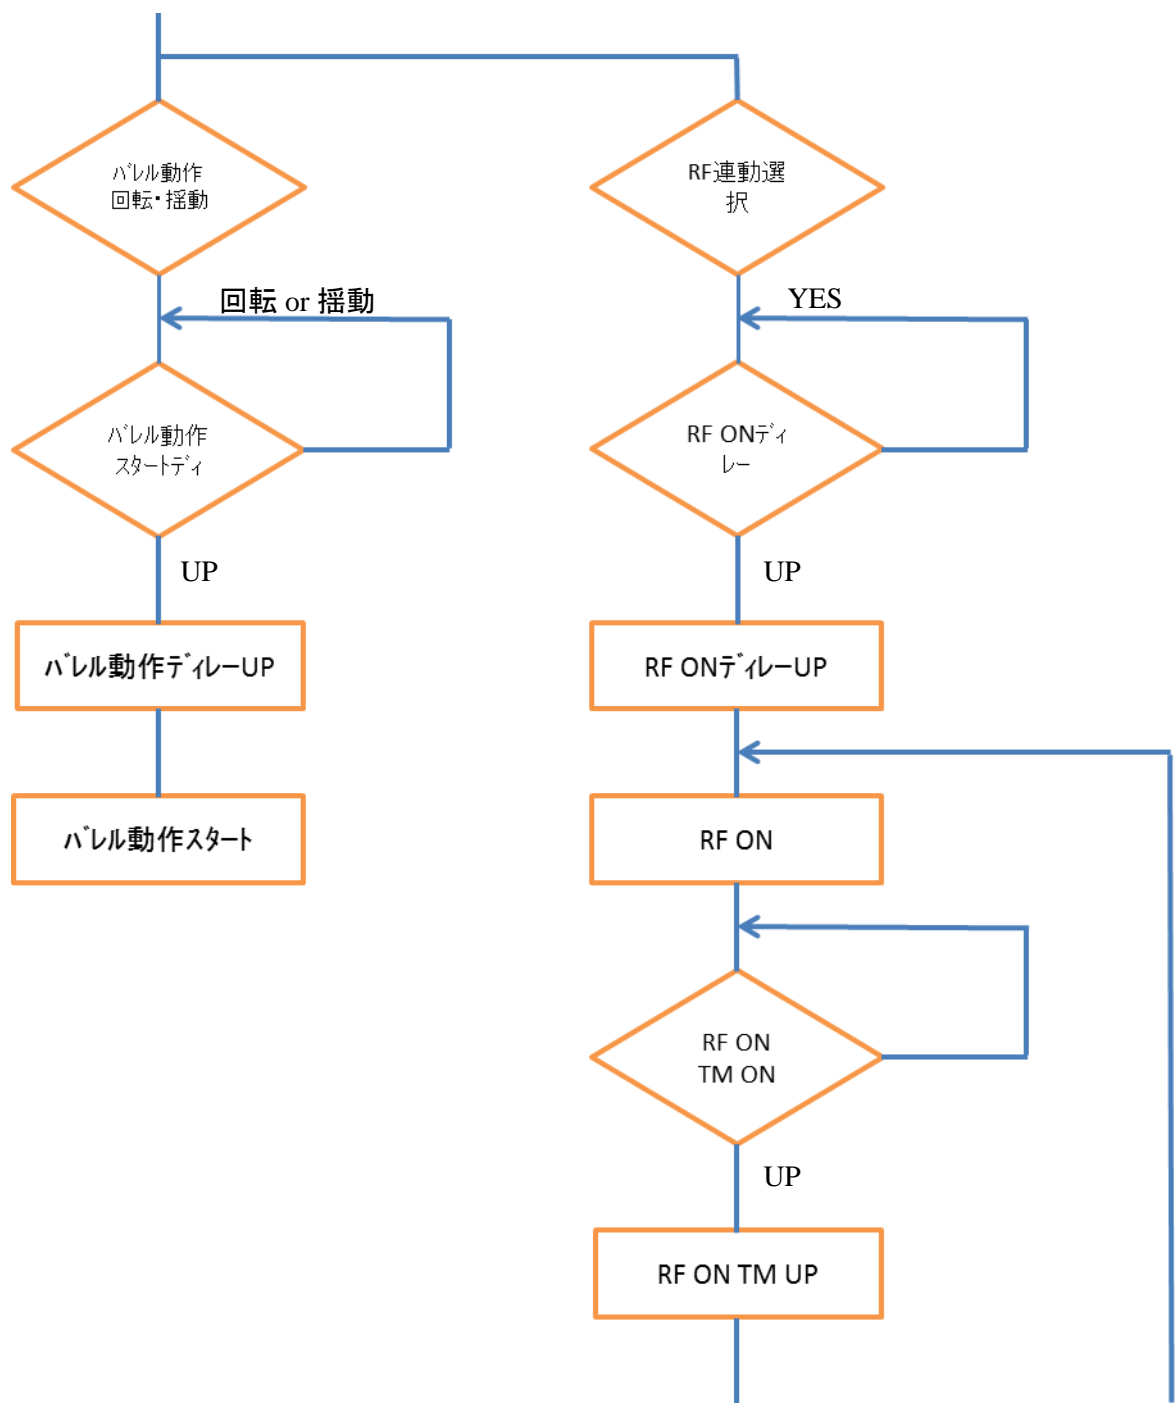 ﾊﾞﾚﾙ動作
回転・揺動
RF連動選
択
回転 or 揺動
YES
ﾊﾞﾚﾙ動作
ｽﾀｰﾄﾃﾞｨ
RF ONﾃﾞｨ
ﾚｰ
UP
UP
ﾊﾞﾚﾙ動作ﾃﾞｨﾚｰUP
RF ONﾃﾞｨﾚｰUP
ﾊﾞﾚﾙ動作ｽﾀｰﾄ
RF ON
RF ON
TM ON
UP
RF ON TM UP